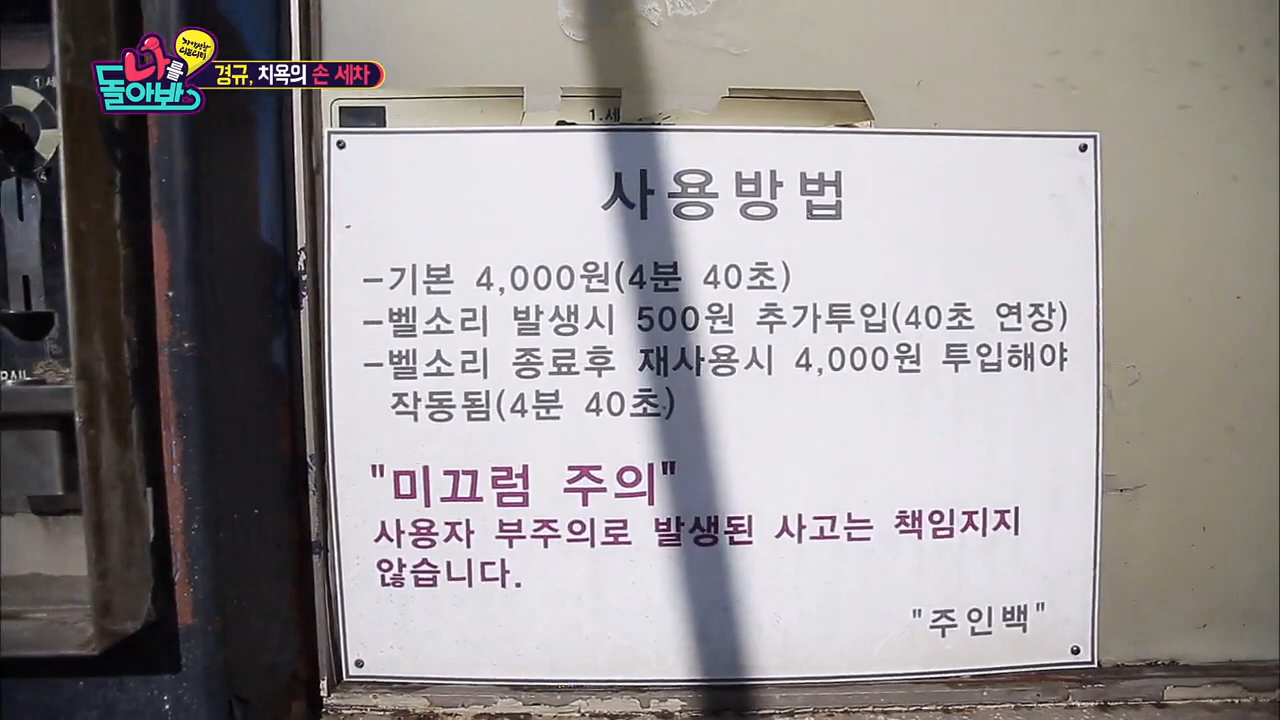 나를
돌아봐
경규, 치욕의 손 세차
1.세
사용방법
-기본 4,000원(4분 40초)
-벨소리 발생시 500원 추가투입(40초 연장)
-벨소리 종료후 재사용시 4,000원 투입해야
작동됨(4분 40초)
"미끄럼 주의"
사용자 부주의로 발생된 사고는 책임지지
않습니다.
"주인백"